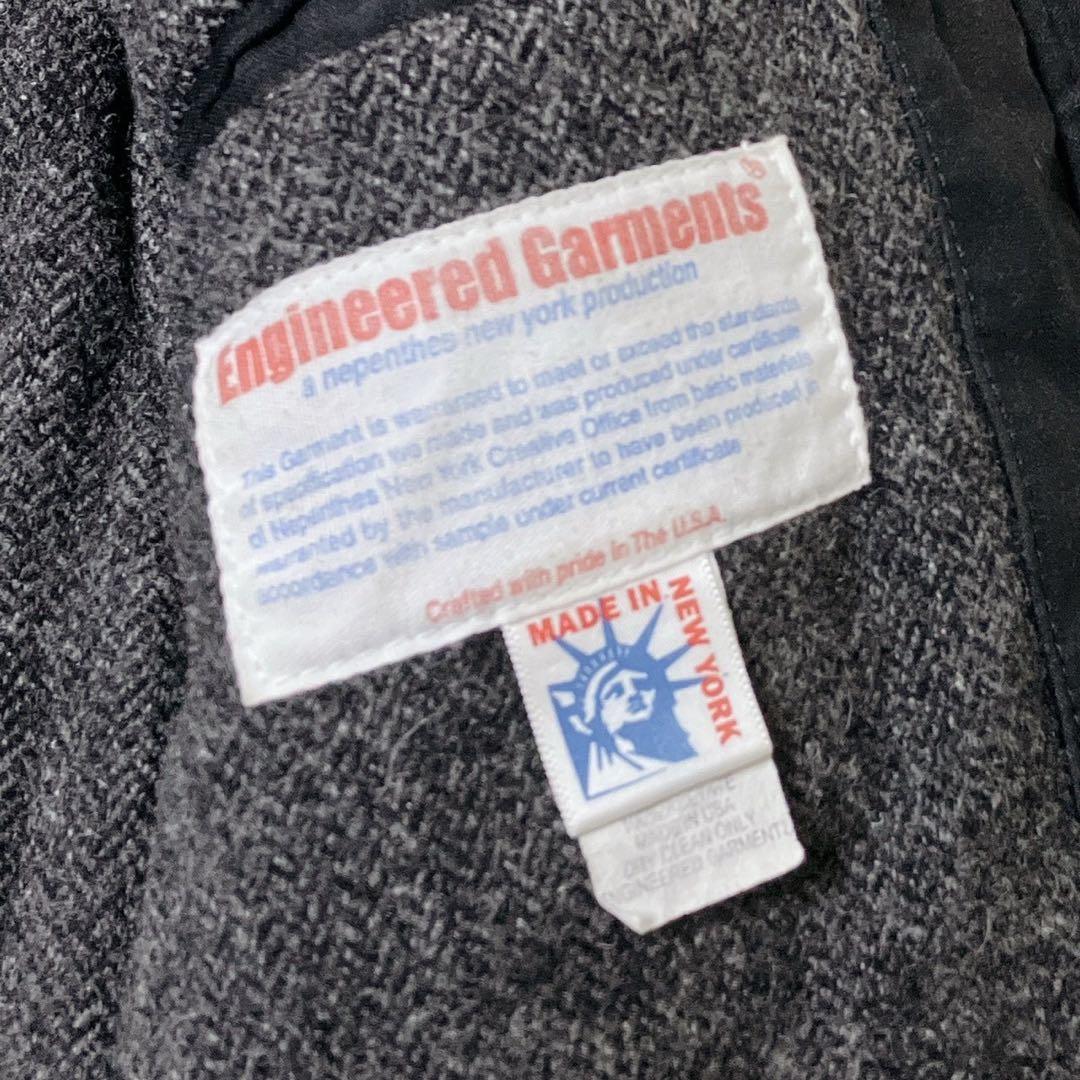 Engineered Garments®
a nepenthes new york production
This Garment is warranted to meet or exceed the standards
of specification we made and was produced under certificate
of Nepenthes New York Creative Office from basic materials
waranted by the manufacturer to have been produced in
accordance with sample under current certificate
Crafted with pride in The U.S.A.
MADE IN NEW YORK
MADE IN USA
DRY CLEAN ONLY
ENGINEERED GARMENTS